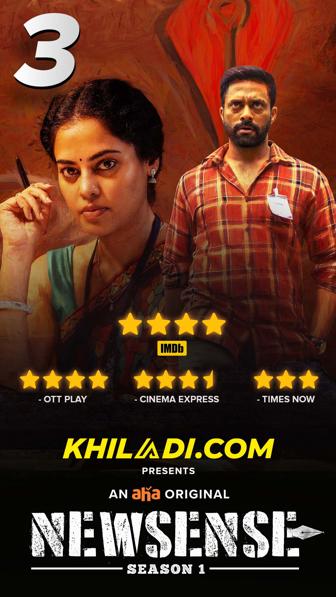 3
IMDb
- OTT PLAY - CINEMA EXPRESS - TIMES NOW
KHILADI.COM
PRESENTS
AN aha ORIGINAL
NEWSENSE
SEASON 1